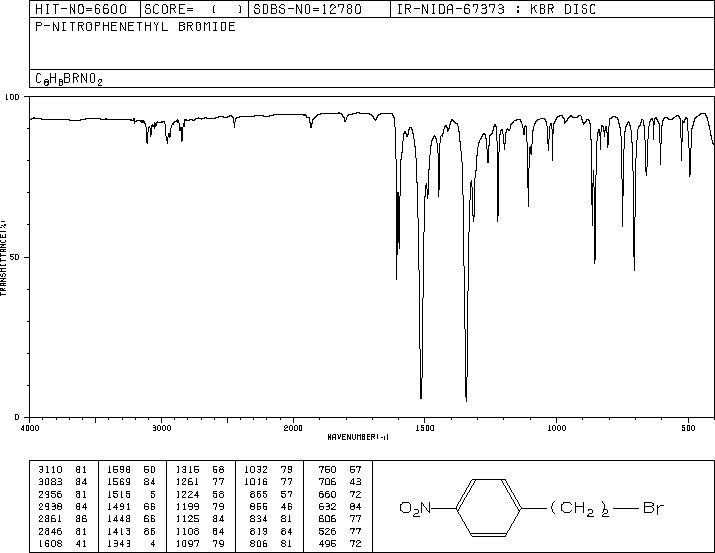 HIT-NO=6600 SCORE= ( ) SDBS-NO=12780 IR-NIDA-67373 : KBR DISC
P-NITROPHENETHYL BROMIDE
C8H8BRNO2
100
50
0
TRANSMITTANCE(%)
4000 3000 2000 1500 1000 500
WAVENUMBER(-1)
3110 81 1598 50 1316 58 1032 79 750 57
3083 84 1569 84 1261 77 1016 77 706 43
2956 81 1515 5 1224 58 865 57 660 72
2938 84 1491 66 1199 79 856 46 632 84
2861 86 1448 66 1125 84 834 81 606 77
2846 81 1413 86 1108 64 819 84 526 77
1608 41 1343 4 1097 79 806 81 495 72
O2N (CH2)2 Br